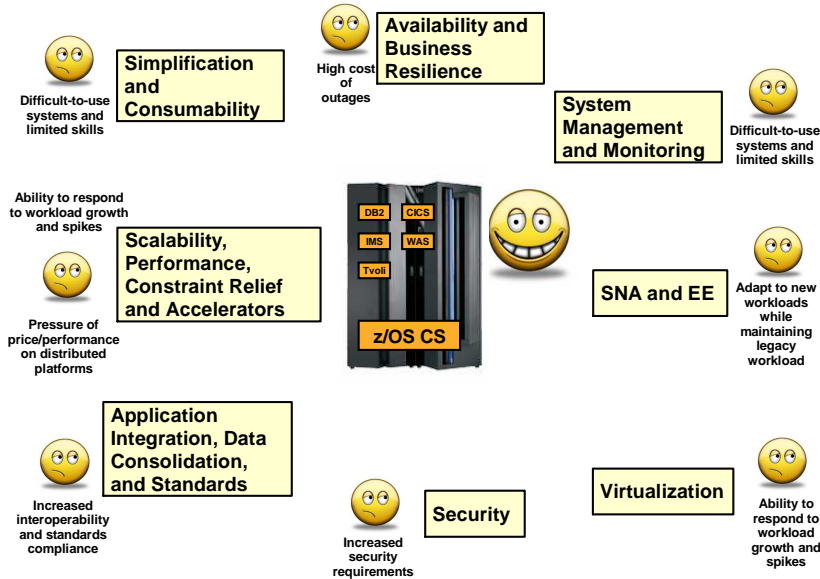 Availability and
Business
Resilience
High cost
of
outages
Simplification
and
Consumability
Difficult-to-use
systems and
limited skills
System
Management
and Monitoring
Difficult-to-use
systems and
limited skills
Ability to respond
to workload growth
and spikes
Scalability,
Performance,
Constraint Relief
and Accelerators
Pressure of
price/performance
on distributed
platforms
DB2
CICS
IMS
WAS
Tvoli
z/OS CS
SNA and EE
Adapt to new
workloads
while
maintaining
legacy
workload
Application
Integration, Data
Consolidation,
and Standards
Increased
interoperability
and standards
compliance
Security
Increased
security
requirements
Virtualization
Ability to
respond to
workload
growth and
spikes